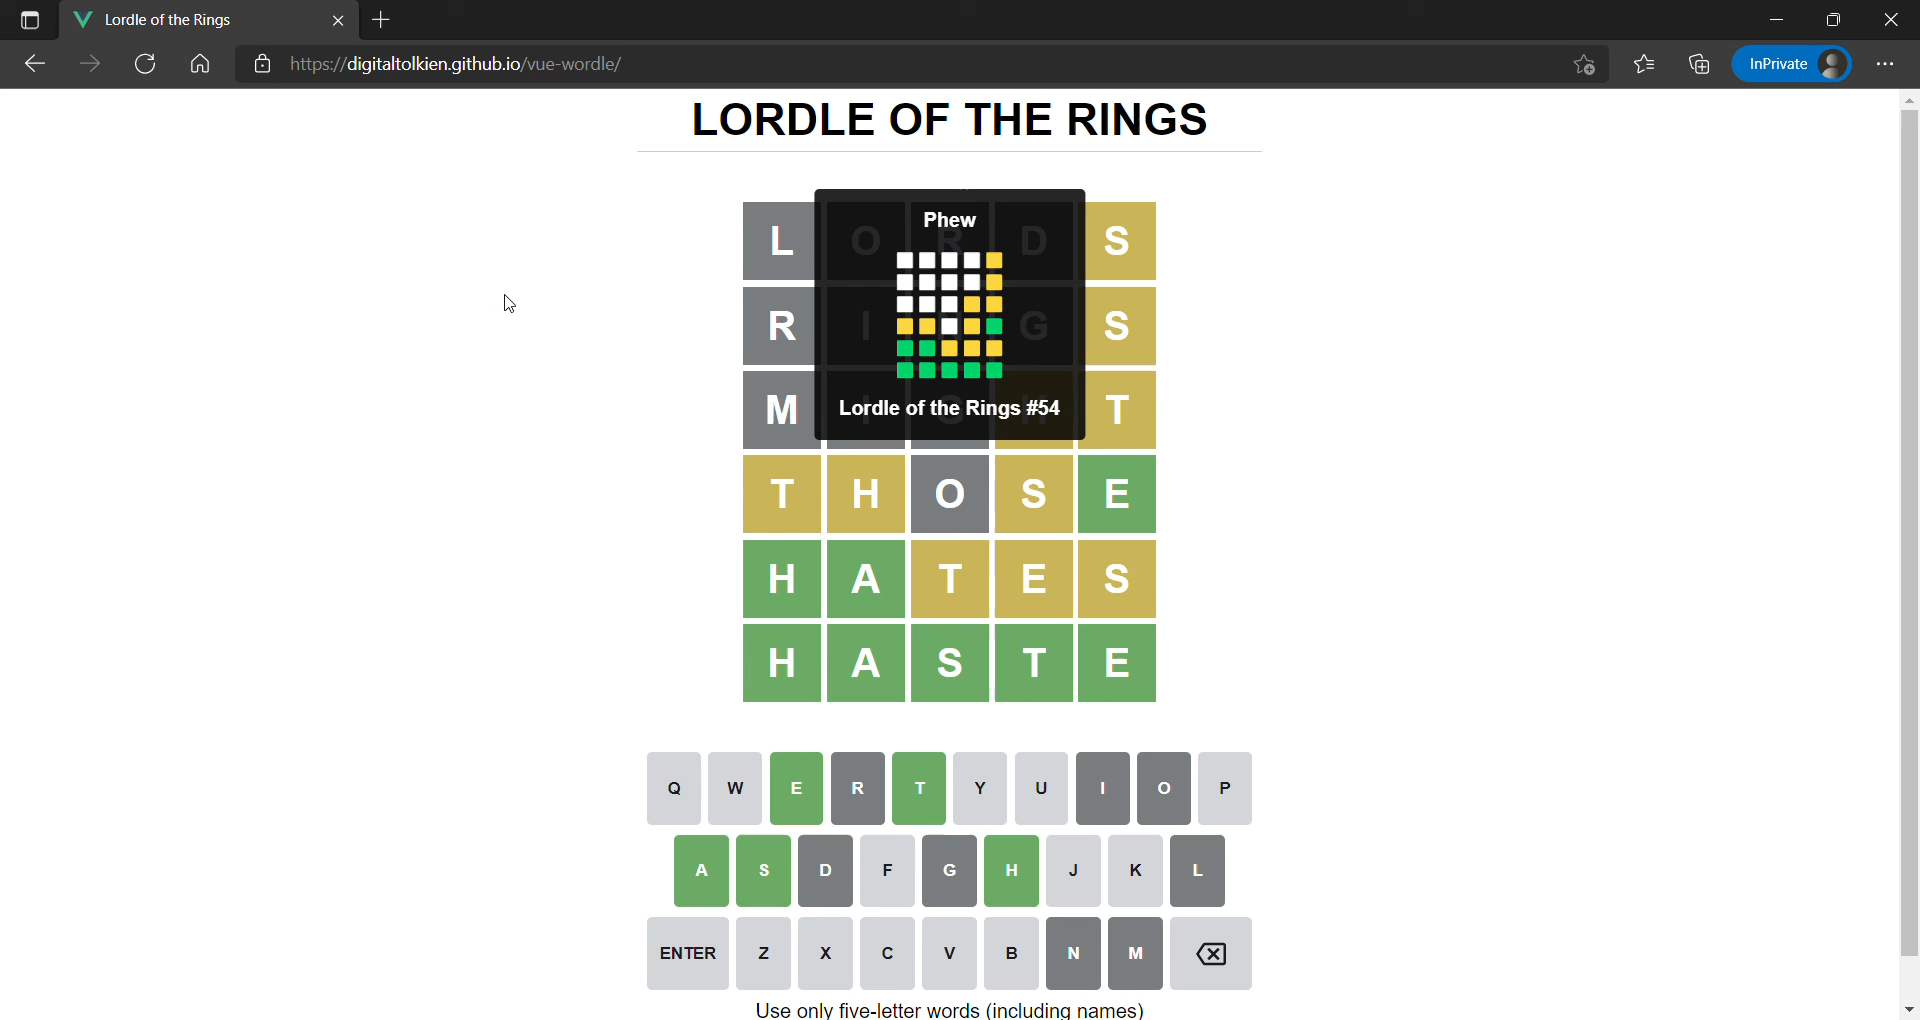 Lordle of the Rings
https://digitaltolkien.github.io/vue-wordle/
InPrivate
LORDLE OF THE RINGS
L O R D S
Phew
R I N G S
M I G H T
Lordle of the Rings #54
T H O S E
H A T E S
H A S T E
Q W E R T Y U I O P
A S D F G H J K L
ENTER Z X C V B N M
Use only five-letter words (including names)